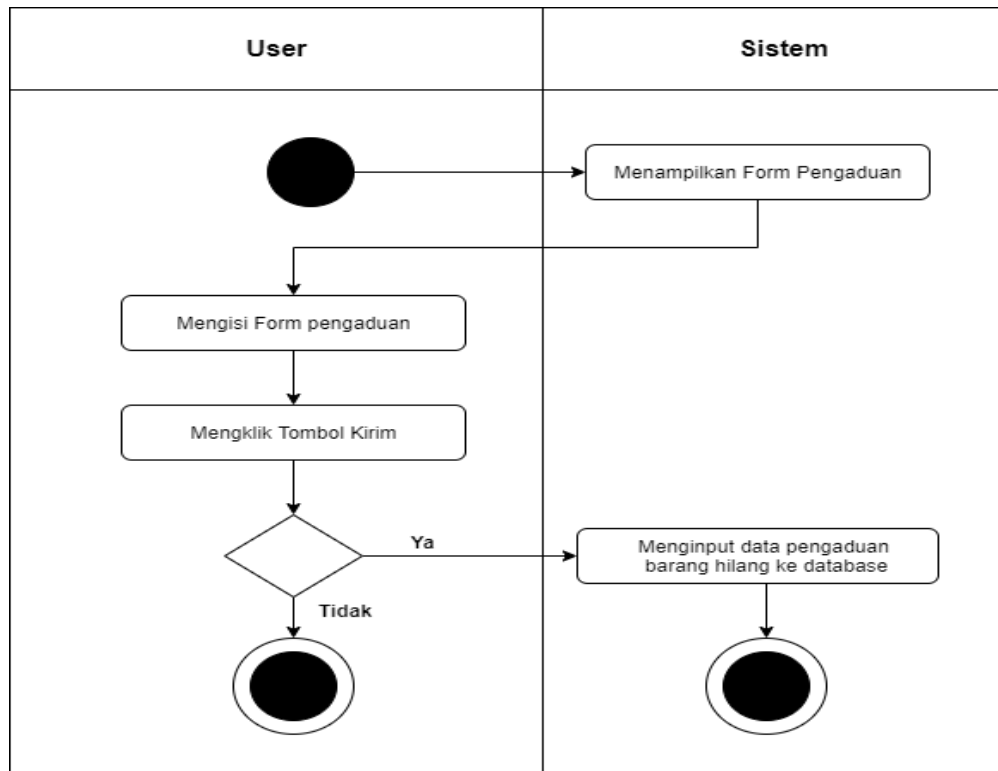 User
Sistem
Menampilkan Form Pengaduan
Mengisi Form pengaduan
Mengklik Tombol Kirim
Ya
Menginput data pengaduan
barang hilang ke database
Tidak